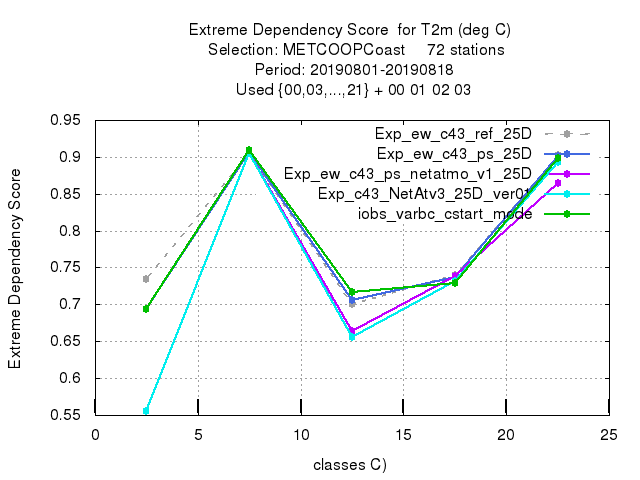 Extreme Dependency Score  for T2m (deg C)
Selection: METCOOPCoast     72 stations
Period: 20190801-20190818
Used {00,03,...,21} + 00 01 02 03
Exp_ew_c43_ref_25D
Exp_ew_c43_ps_25D
Exp_ew_c43_ps_netatmo_v1_25D
Exp_c43_NetAtv3_25D_ver01
iobs_varbc_cstart_mode
Extreme Dependency Score
0.95
0.9
0.85
0.8
0.75
0.7
0.65
0.6
0.55
0 5 10 15 20 25
classes C)